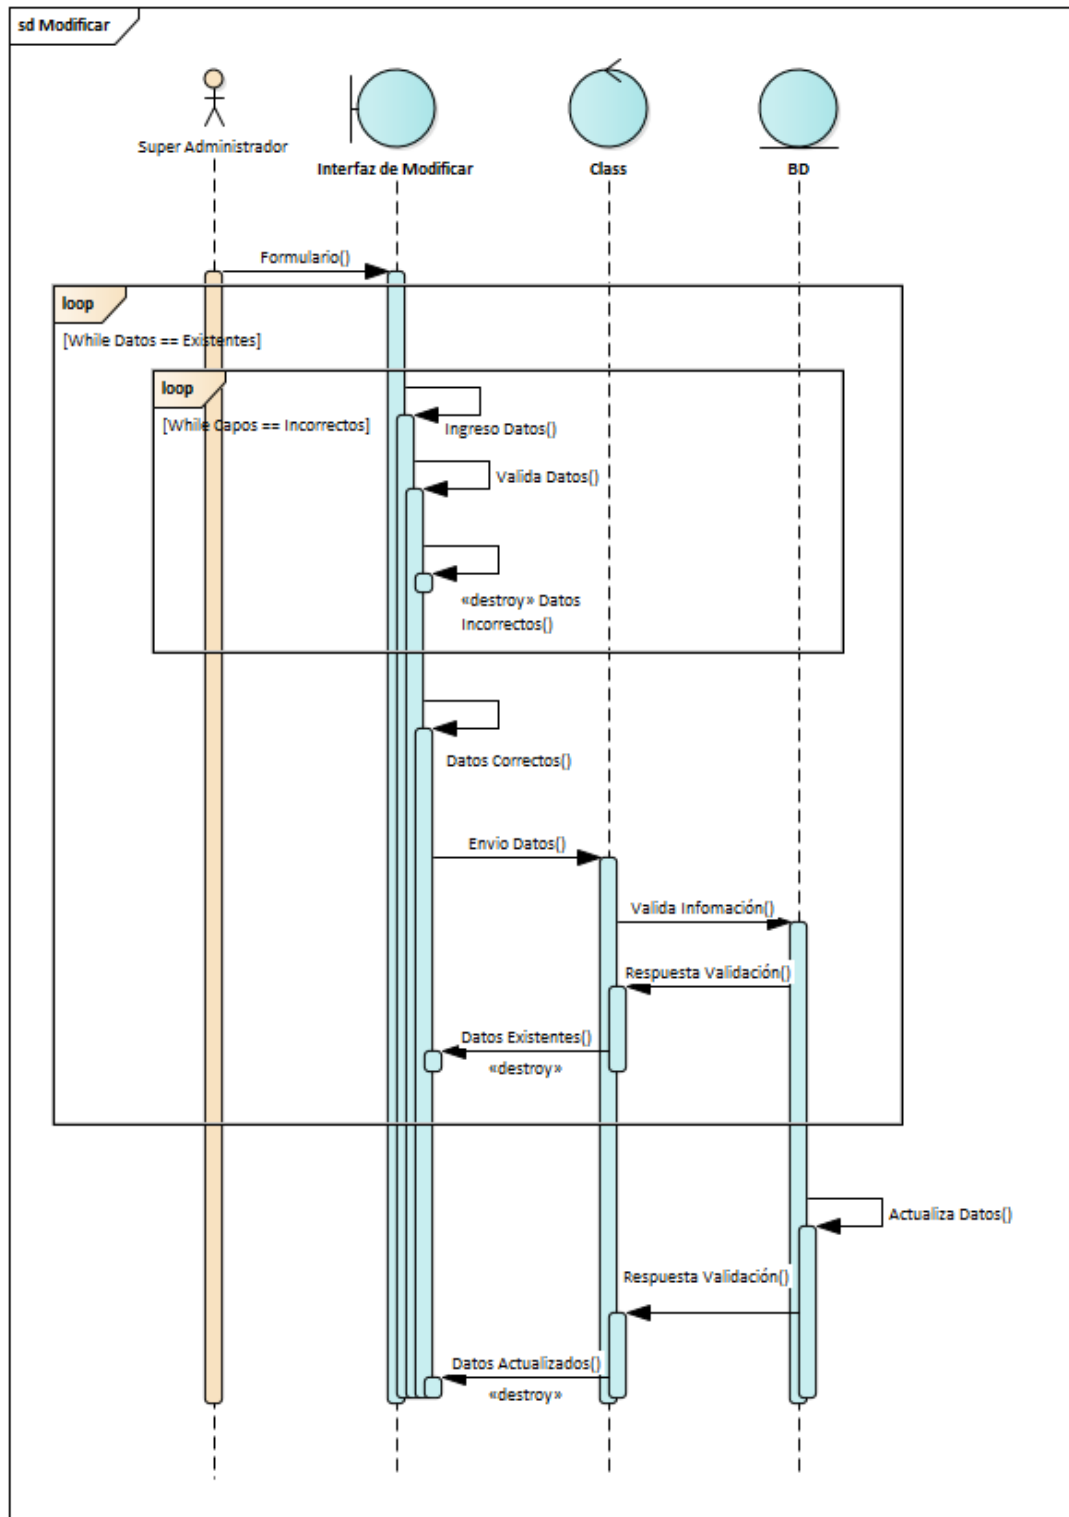 sd Modificar
Super Administrador
Interfaz de Modificar
Class
BD
Formulario()
loop
[While Datos == Existentes]
loop
[While Capos == Incorrectos]
Ingreso Datos()
Valida Datos()
«destroy» Datos
Incorrectos()
Datos Correctos()
Envio Datos()
Valida Infomación()
Respuesta Validación()
Datos Existentes()
«destroy»
Actualiza Datos()
Respuesta Validación()
Datos Actualizados()
«destroy»